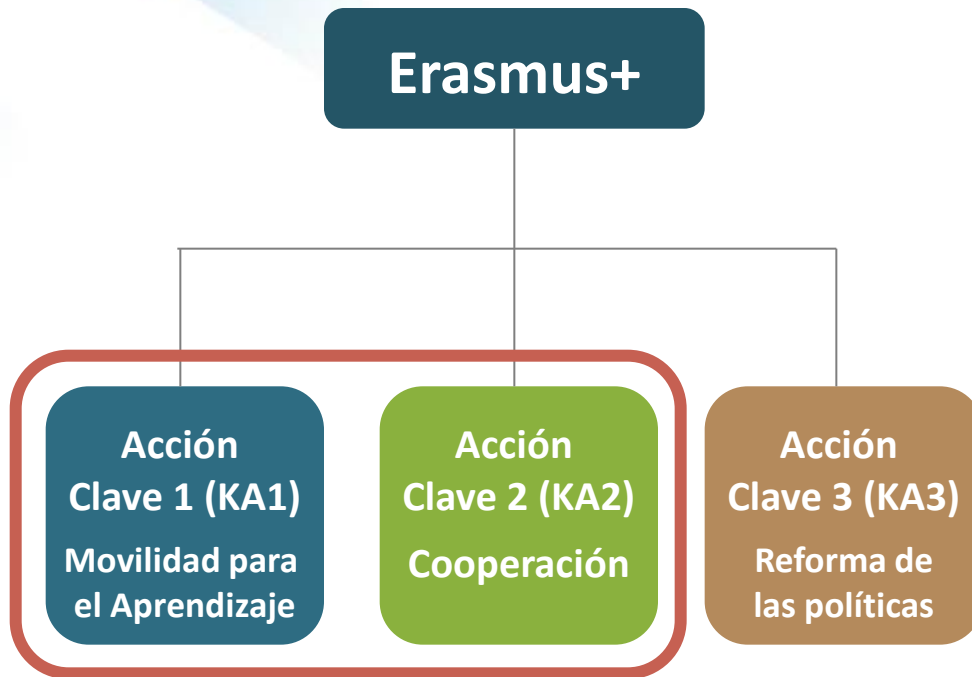 Erasmus+
Acción
Clave 1 (KA1)
Movilidad para
el Aprendizaje
Acción
Clave 2 (KA2)
Cooperación
Acción
Clave 3 (KA3)
Reforma de
las políticas